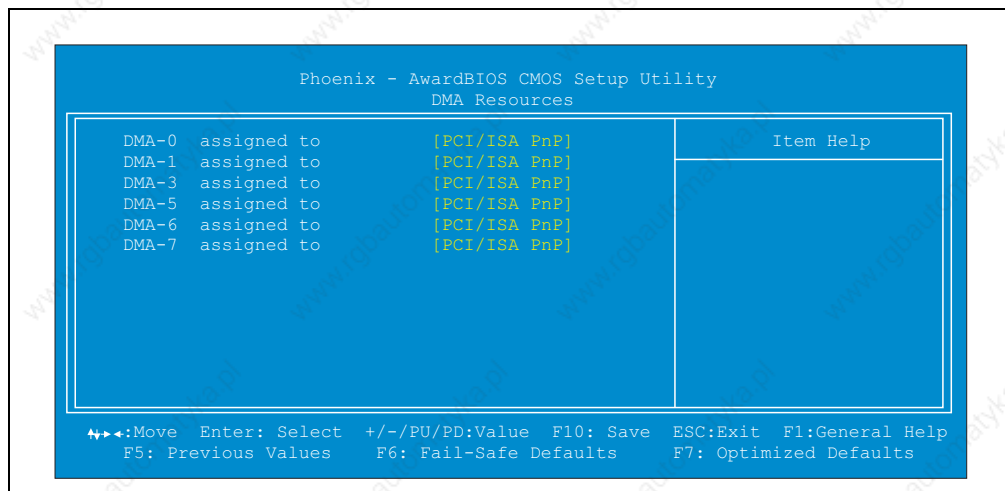 Phoenix - AwardBIOS CMOS Setup Utility
DMA Resources
DMA-0 assigned to [PCI/ISA PnP]
DMA-1 assigned to [PCI/ISA PnP]
DMA-3 assigned to [PCI/ISA PnP]
DMA-5 assigned to [PCI/ISA PnP]
DMA-6 assigned to [PCI/ISA PnP]
DMA-7 assigned to [PCI/ISA PnP]
Item Help
:Move Enter: Select +/-/PU/PD:Value F10: Save ESC:Exit F1:General Help
F5: Previous Values F6: Fail-Safe Defaults F7: Optimized Defaults
www.rgbautomatyka.pl